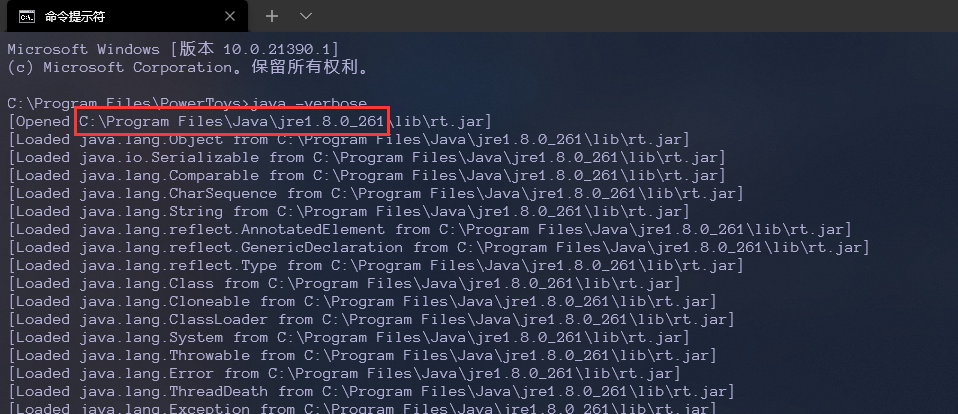 命令提示符
Microsoft Windows [版本 10.0.21390.1]
(c) Microsoft Corporation。保留所有权利。
C:\Program Files\PowerToys>java -verbose
[Opened C:\Program Files\Java\jre1.8.0_261\lib\rt.jar]
[Loaded java.lang.Object from C:\Program Files\Java\jre1.8.0_261\lib\rt.jar]
[Loaded java.io.Serializable from C:\Program Files\Java\jre1.8.0_261\lib\rt.jar]
[Loaded java.lang.Comparable from C:\Program Files\Java\jre1.8.0_261\lib\rt.jar]
[Loaded java.lang.CharSequence from C:\Program Files\Java\jre1.8.0_261\lib\rt.jar]
[Loaded java.lang.String from C:\Program Files\Java\jre1.8.0_261\lib\rt.jar]
[Loaded java.lang.reflect.AnnotatedElement from C:\Program Files\Java\jre1.8.0_261\lib\rt.jar]
[Loaded java.lang.reflect.GenericDeclaration from C:\Program Files\Java\jre1.8.0_261\lib\rt.jar]
[Loaded java.lang.reflect.Type from C:\Program Files\Java\jre1.8.0_261\lib\rt.jar]
[Loaded java.lang.Class from C:\Program Files\Java\jre1.8.0_261\lib\rt.jar]
[Loaded java.lang.Cloneable from C:\Program Files\Java\jre1.8.0_261\lib\rt.jar]
[Loaded java.lang.ClassLoader from C:\Program Files\Java\jre1.8.0_261\lib\rt.jar]
[Loaded java.lang.System from C:\Program Files\Java\jre1.8.0_261\lib\rt.jar]
[Loaded java.lang.Throwable from C:\Program Files\Java\jre1.8.0_261\lib\rt.jar]
[Loaded java.lang.Error from C:\Program Files\Java\jre1.8.0_261\lib\rt.jar]
[Loaded java.lang.ThreadDeath from C:\Program Files\Java\jre1.8.0_261\lib\rt.jar]
[Loaded java.lang.Exception from C:\Program Files\Java\jre1.8.0_261\lib\rt.jar]